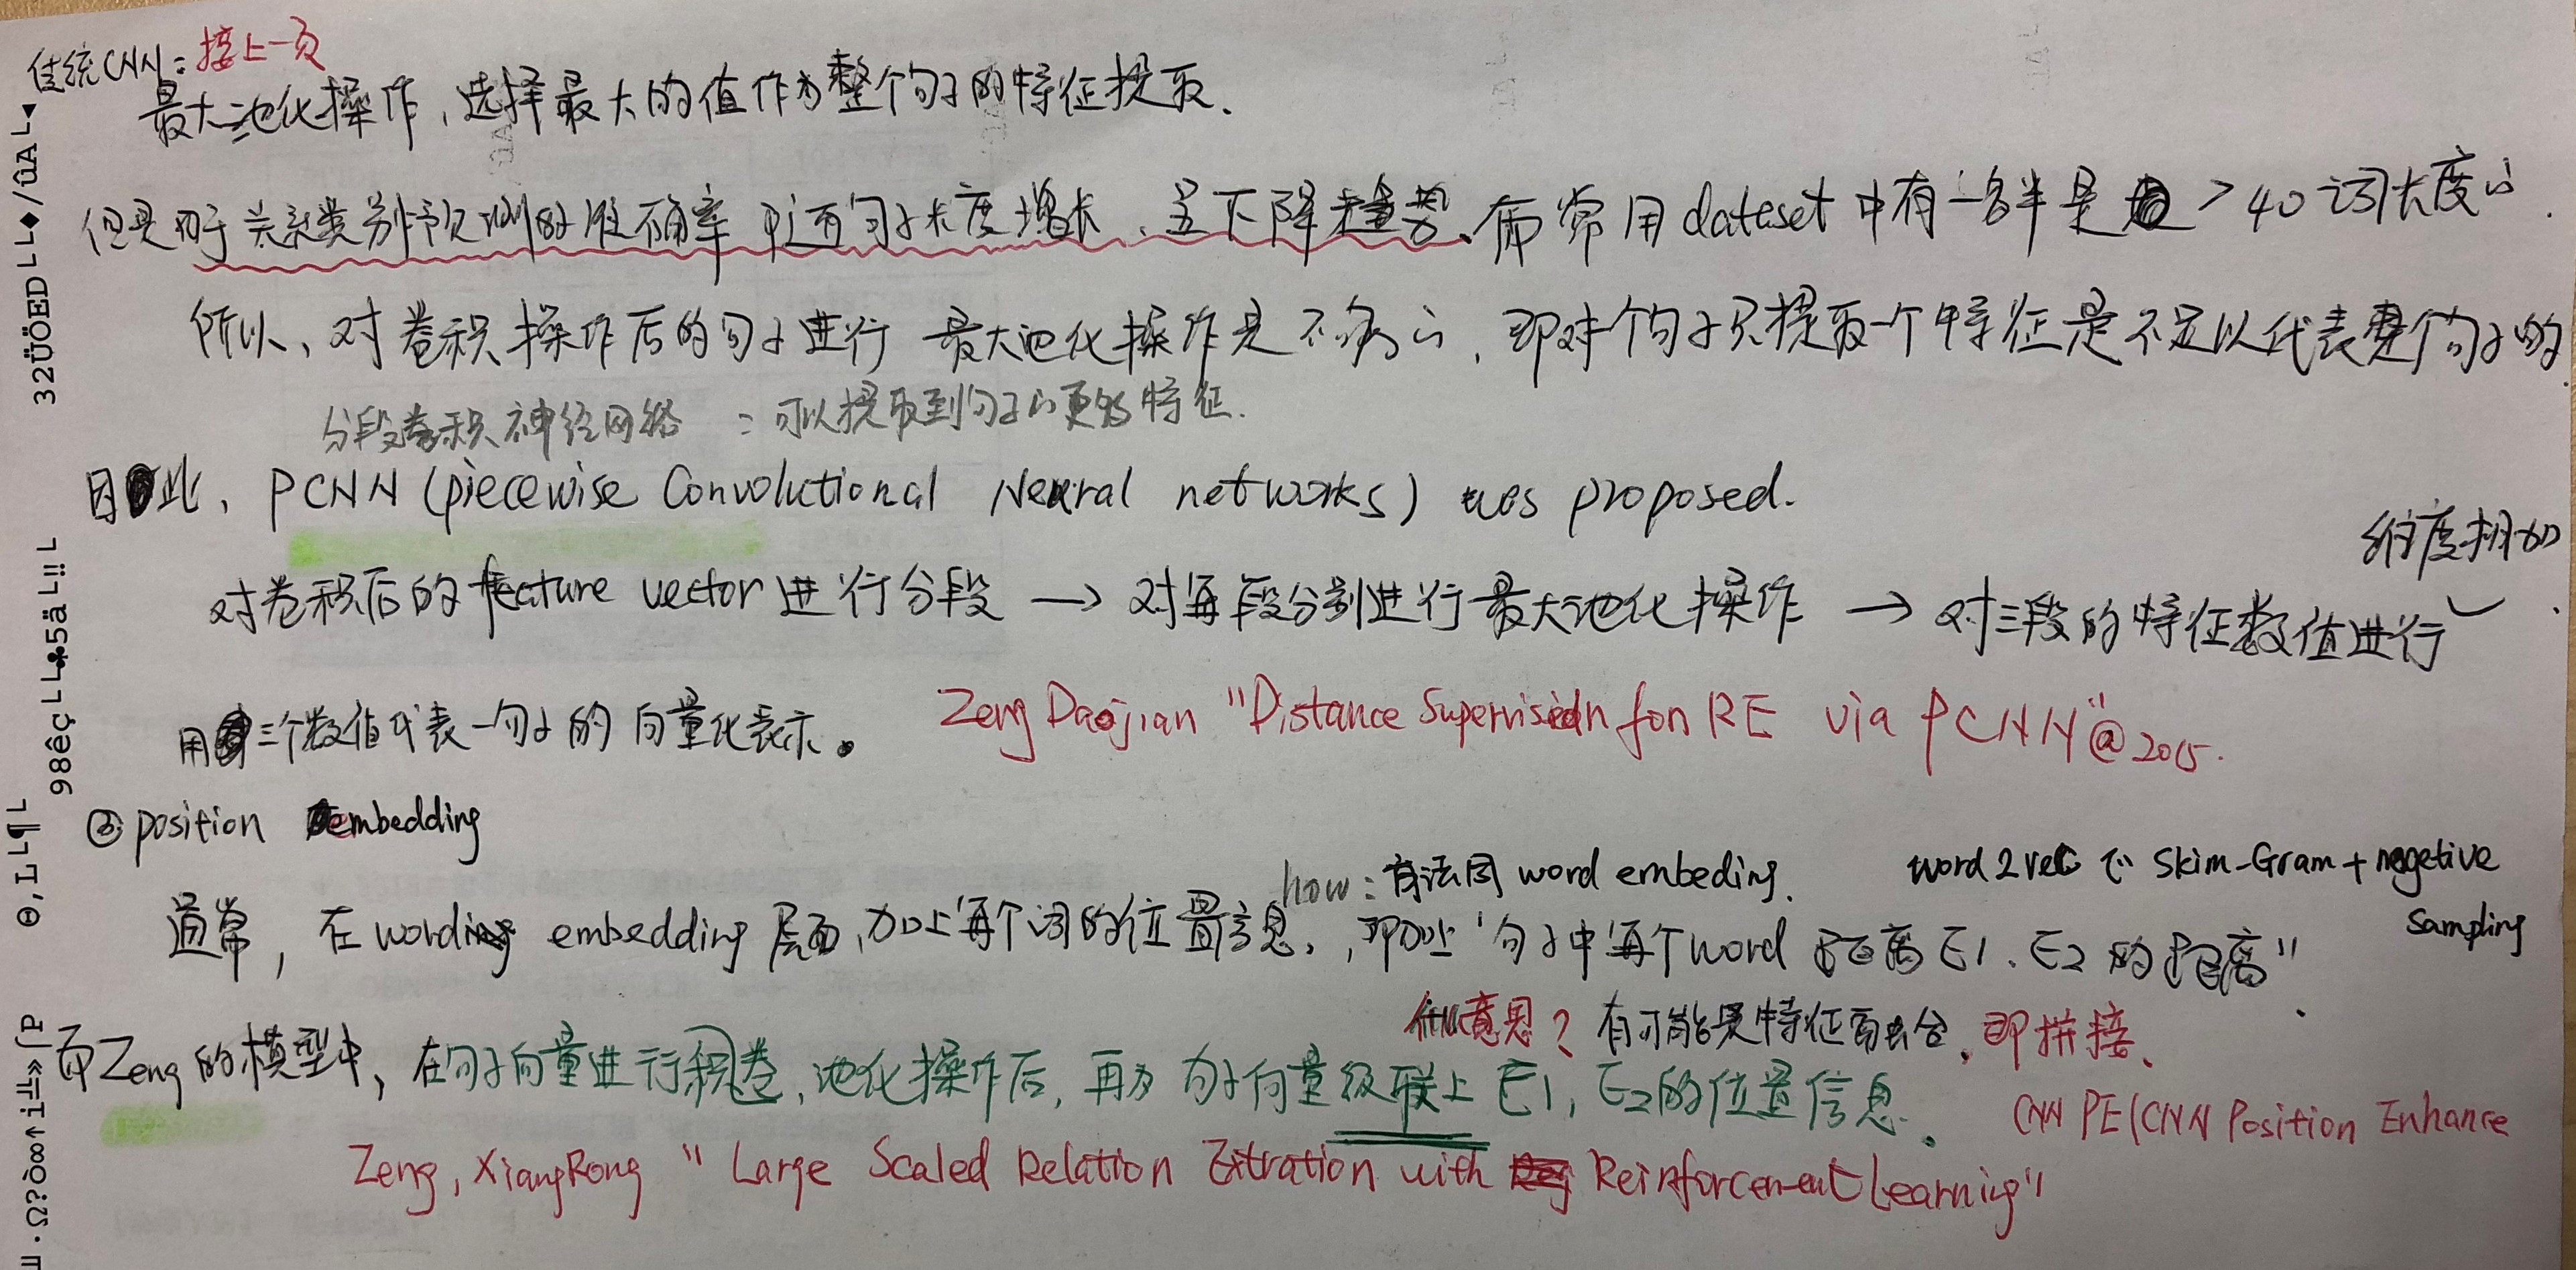 传统CNN: 接上一页
最大池化操作，选择最大的值作为整个句子的特征提取.
但是用于关系类别预测的准确率随着句子长度增长，呈下降趋势、而常用dateset中有一多半是 > 40词长度的.
所以、对卷积操作后的句子进行 最大池化操作是不够的，即对个句子只提取一个特征是不足以代表整个句子的.
分段卷积神经网络 : 可以提取到句子的更多特征.
因此, PCNN (piecewise Convolutional Neural networks) was proposed.
维度相加
对卷积后的feature vector进行分段 → 对每段分别进行最大池化操作 → 对三段的特征数值进行 .
用三个数值代表一句子的向量化表示。 Zeng Daojian "Distance Supervision for RE via PCNN" @ 2015.
position embedding
how: 方法同 word embeding. word2vec 的 Skim-Gram + negetive
sampling
通常, 在word embedding 层面,加上每个词的位置信息, 即加上"句子中每个word 距离 E1. E2 的距离".
什么意思? 有可能是特征融合, 即拼接、
而Zeng的模型中, 在句子向量进行积卷, 池化操作后, 再为句子向量级联上 E1, E2的位置信息. CNN PE(CNN Position Enhance
Zeng, XiangRong " Large Scaled Relation Extration with Reinforcement Learning"
32ÜÖED└└◆/ûA└◄
98êç└└♣5ä└‼└